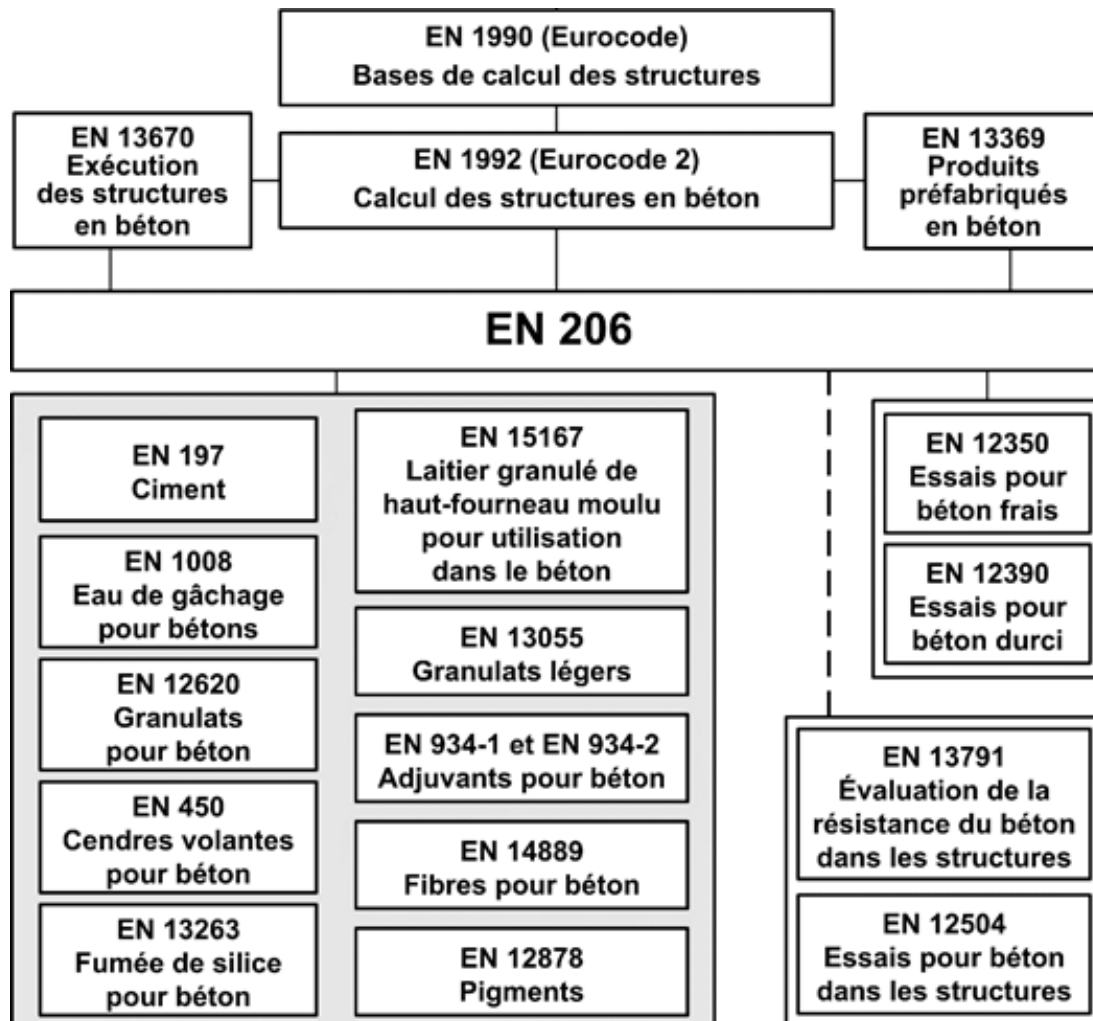 EN 1990 (Eurocode)
Bases de calcul des structures
EN 13670
Exécution
des structures
en béton
EN 1992 (Eurocode 2)
Calcul des structures en béton
EN 13369
Produits
préfabriqués
en béton
EN 206
EN 197
Ciment
EN 1008
Eau de gâchage
pour bétons
EN 12620
Granulats
pour béton
EN 450
Cendres volantes
pour béton
EN 13263
Fumée de silice
pour béton
EN 15167
Laitier granulé de
haut-fourneau moulu
pour utilisation
dans le béton
EN 13055
Granulats légers
EN 934-1 et EN 934-2
Adjuvants pour béton
EN 14889
Fibres pour béton
EN 12878
Pigments
EN 12350
Essais pour
béton frais
EN 12390
Essais pour
béton durci
EN 13791
Évaluation de la
résistance du béton
dans les structures
EN 12504
Essais pour béton
dans les structures